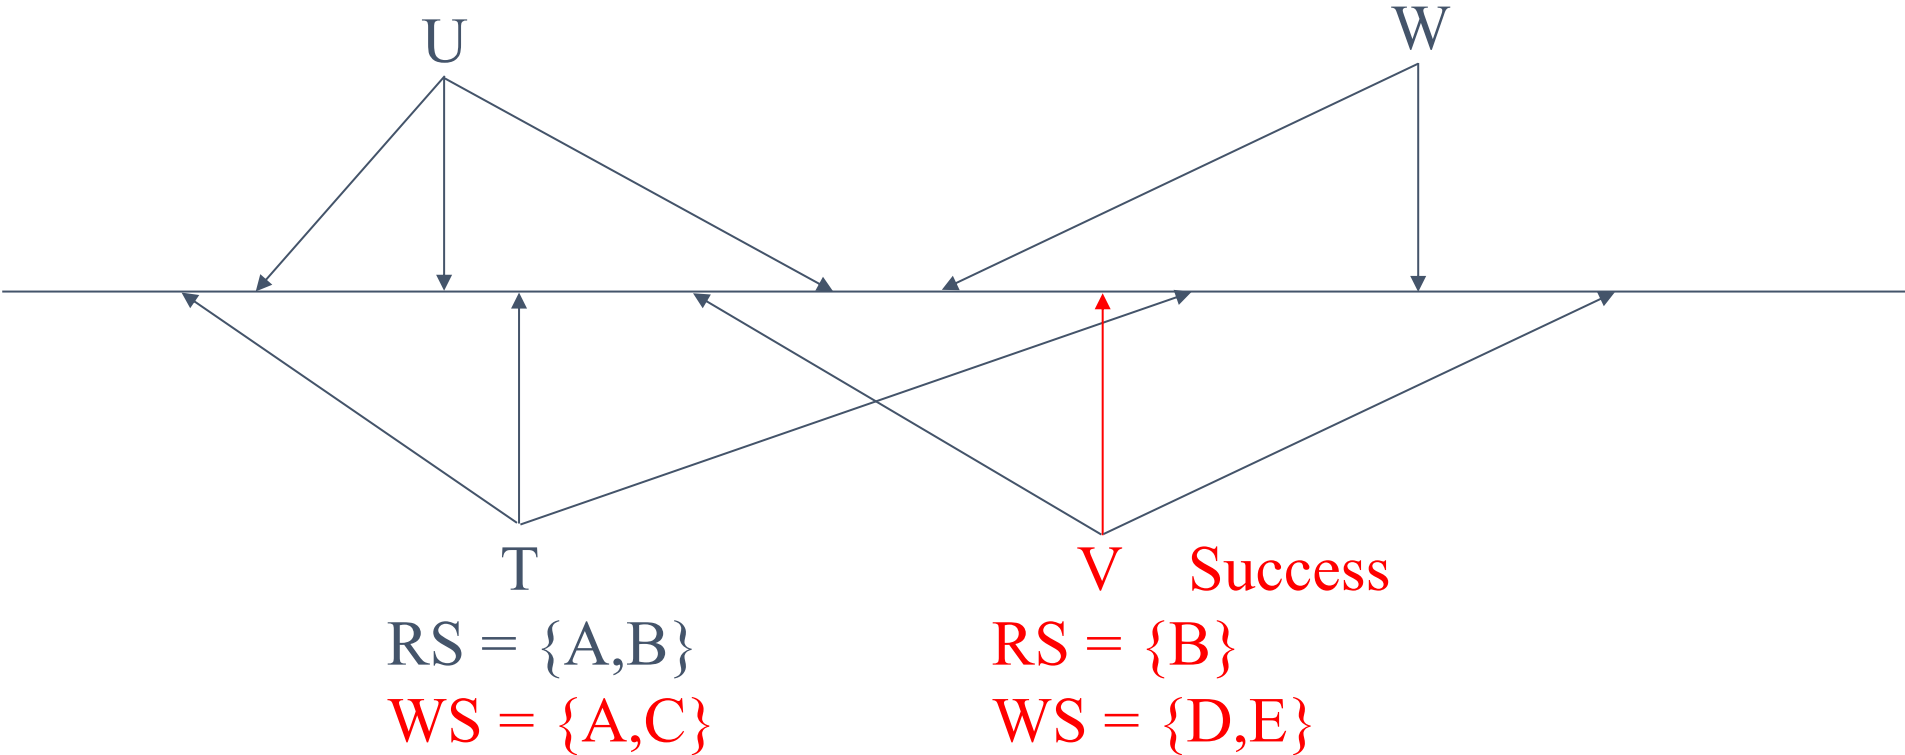 U
W
T
V Success
RS = {A,B}
RS = {B}
WS = {A,C}
WS = {D,E}